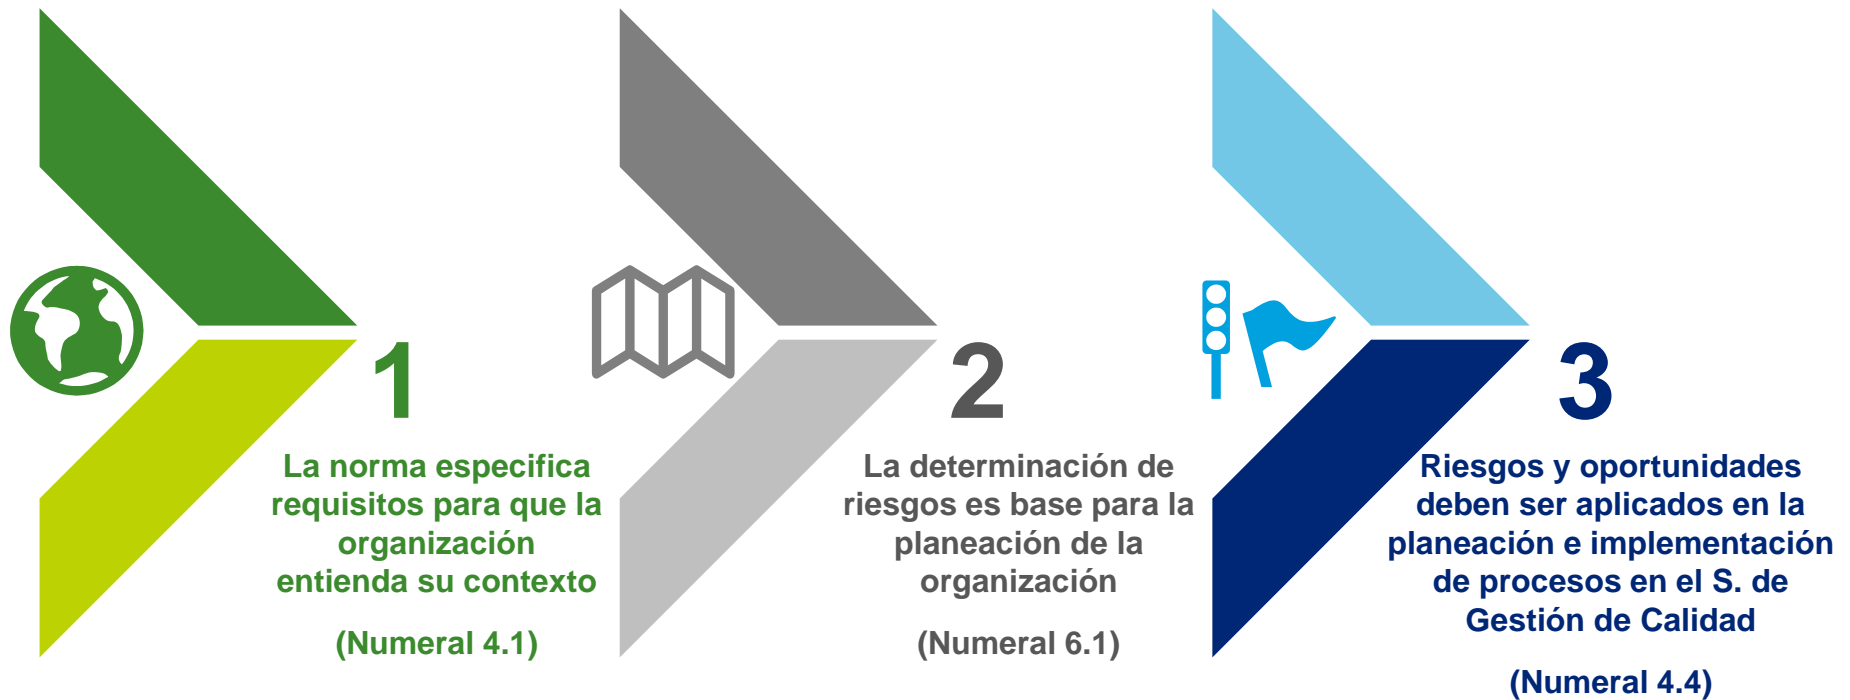 1
La norma especifica
requisitos para que la
organización
entienda su contexto
(Numeral 4.1)
2
La determinación de
riesgos es base para la
planeación de la
organización
(Numeral 6.1)
3
Riesgos y oportunidades
deben ser aplicados en la
planeación e implementación
de procesos en el S. de
Gestión de Calidad
(Numeral 4.4)